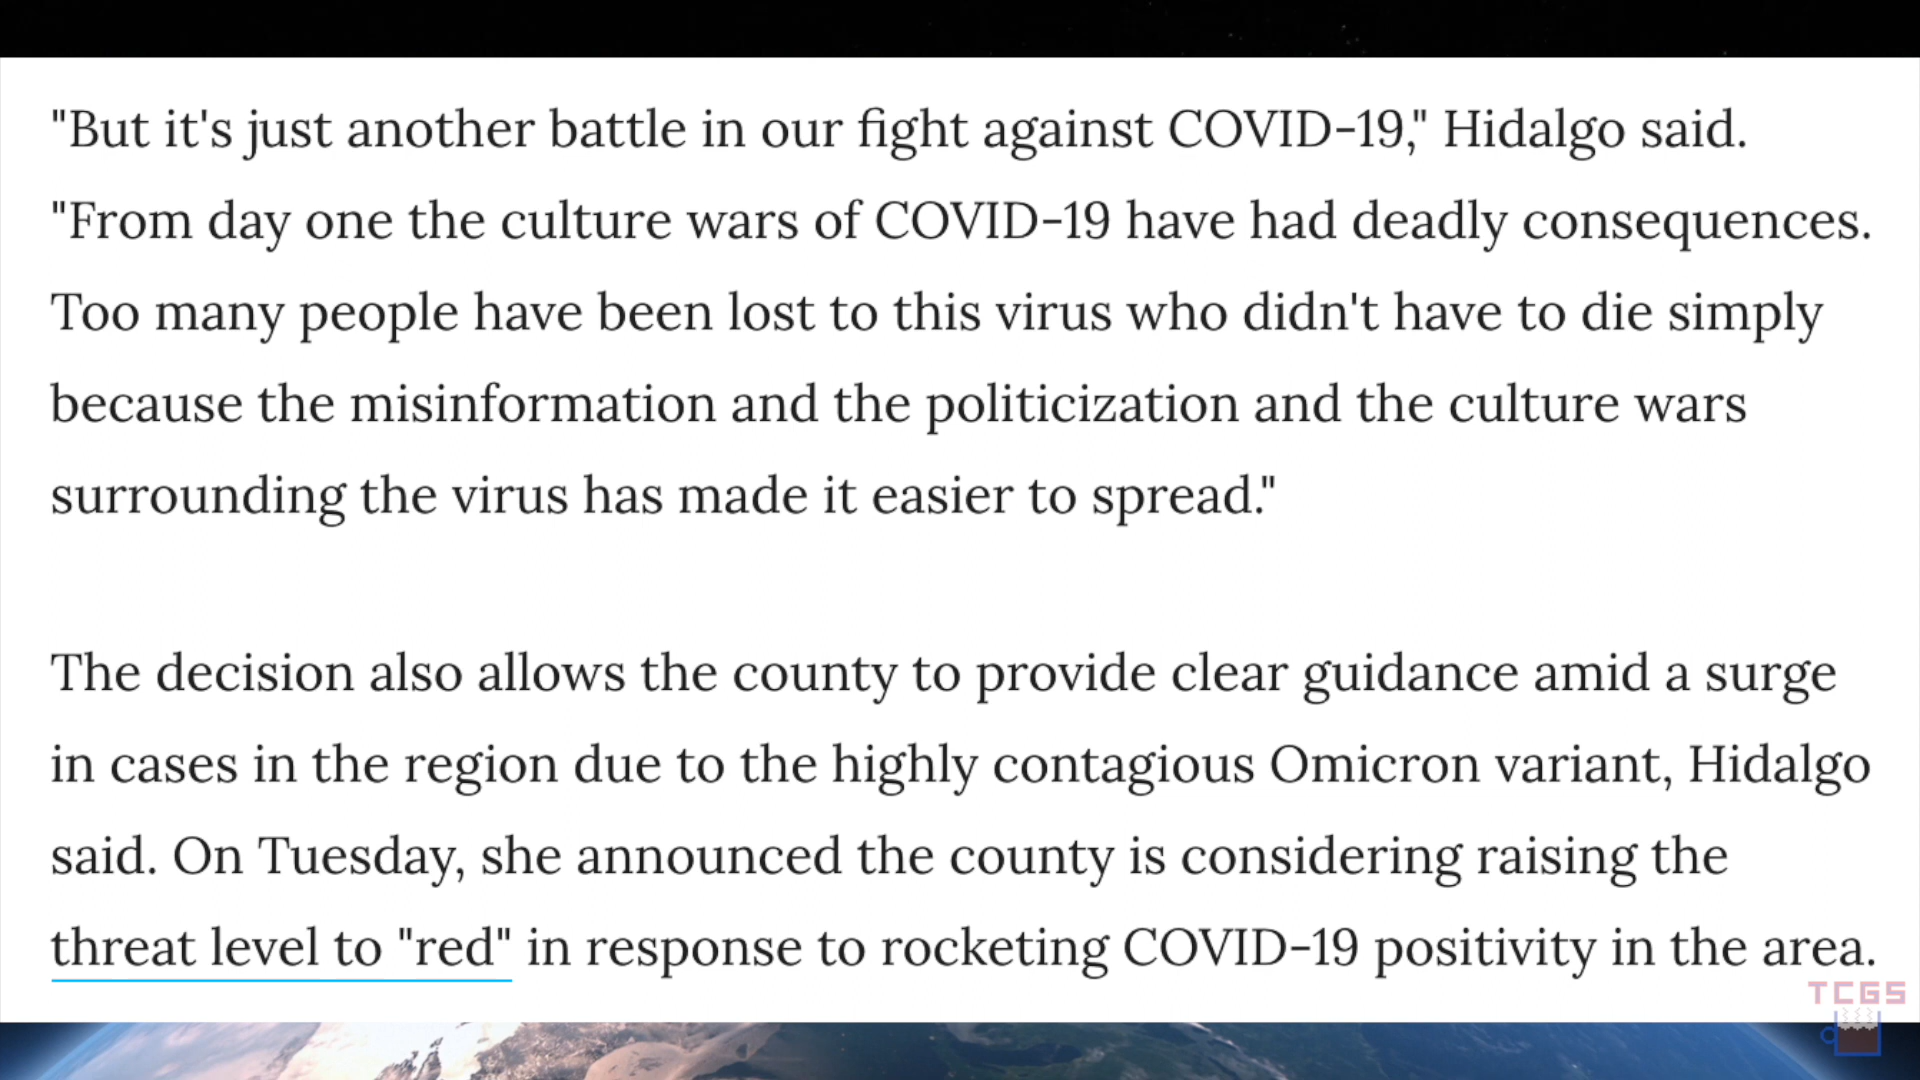 "But it's just another battle in our fight against COVID-19," Hidalgo said.
"From day one the culture wars of COVID-19 have had deadly consequences.
Too many people have been lost to this virus who didn't have to die simply
because the misinformation and the politicization and the culture wars
surrounding the virus has made it easier to spread."
The decision also allows the county to provide clear guidance amid a surge
in cases in the region due to the highly contagious Omicron variant, Hidalgo
said. On Tuesday, she announced the county is considering raising the
threat level to "red" in response to rocketing COVID-19 positivity in the area.
TCGS